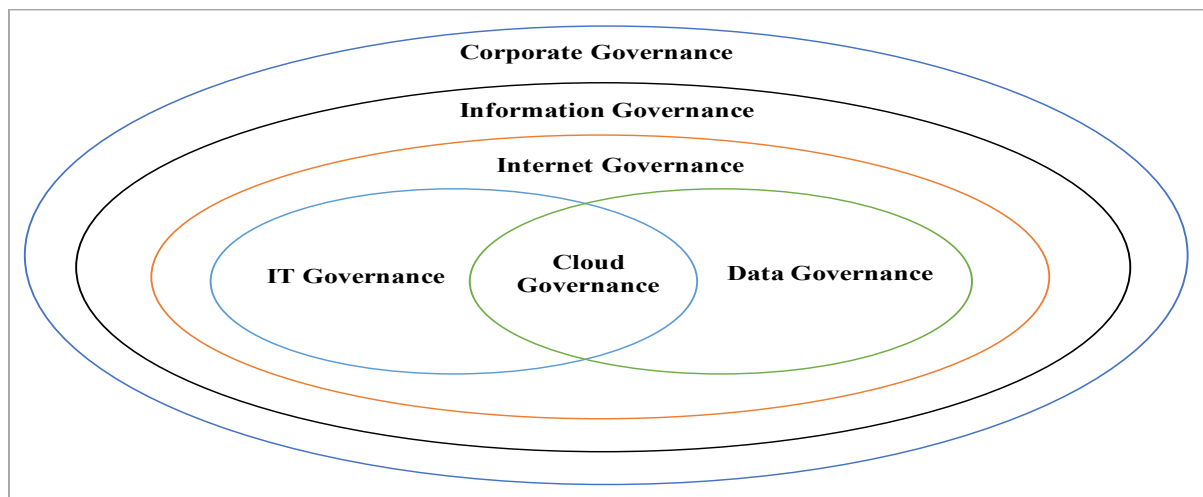 Corporate Governance
Information Governance
Internet Governance
IT Governance
Cloud
Governance
Data Governance